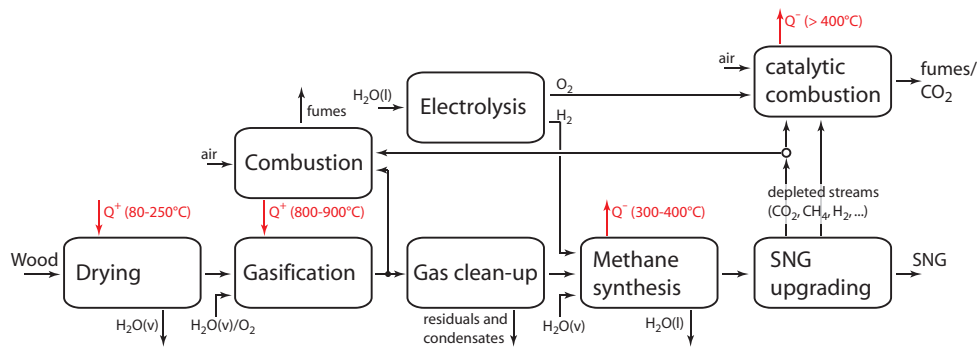 Q⁻ (> 400°C)
air
catalytic
combustion
fumes/
CO₂
H₂O(l)
Electrolysis
O₂
H₂
fumes
air
Combustion
depleted streams
(CO₂, CH₄, H₂, ...)
Q⁺ (80-250°C)
Q⁺ (800-900°C)
Q⁻ (300-400°C)
Wood
Drying
Gasification
Gas clean-up
Methane
synthesis
SNG
upgrading
SNG
H₂O(v)
H₂O(v)/O₂
residuals and
condensates
H₂O(v)
H₂O(l)